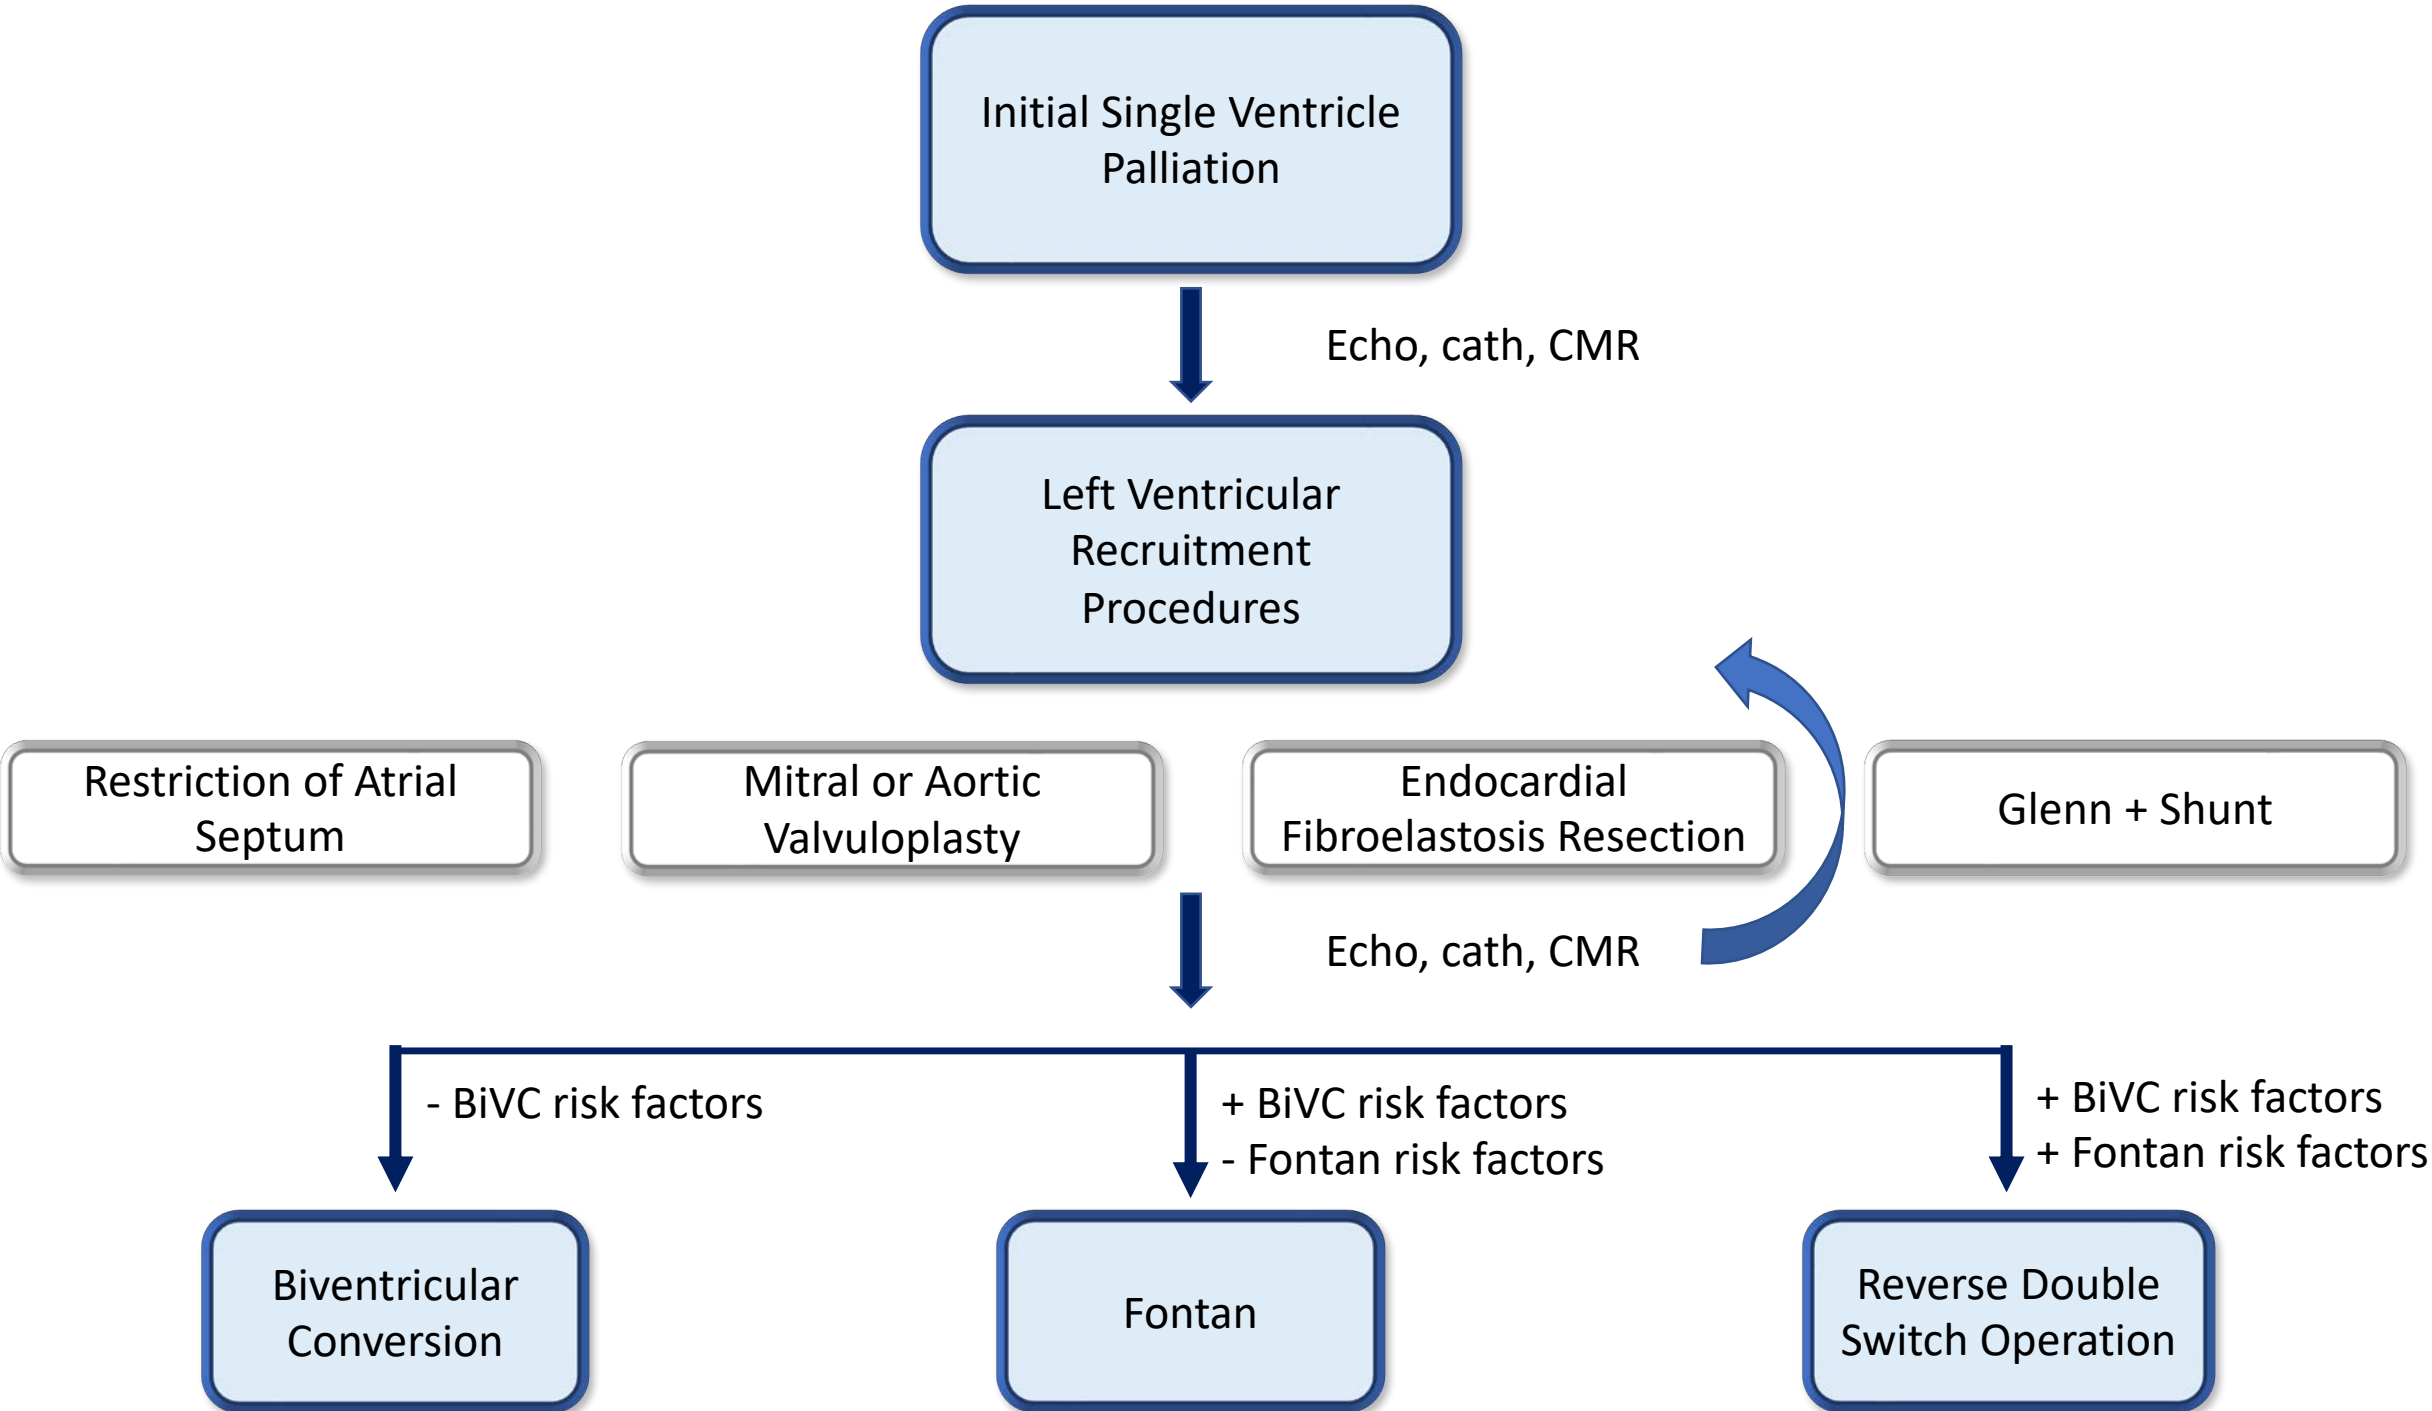 Initial Single Ventricle
Palliation
Echo, cath, CMR
Left Ventricular
Recruitment
Procedures
Restriction of Atrial
Septum
Mitral or Aortic
Valvuloplasty
Endocardial
Fibroelastosis Resection
Glenn + Shunt
Echo, cath, CMR
- BiVC risk factors
+ BiVC risk factors
- Fontan risk factors
+ BiVC risk factors
+ Fontan risk factors
Biventricular
Conversion
Fontan
Reverse Double
Switch Operation